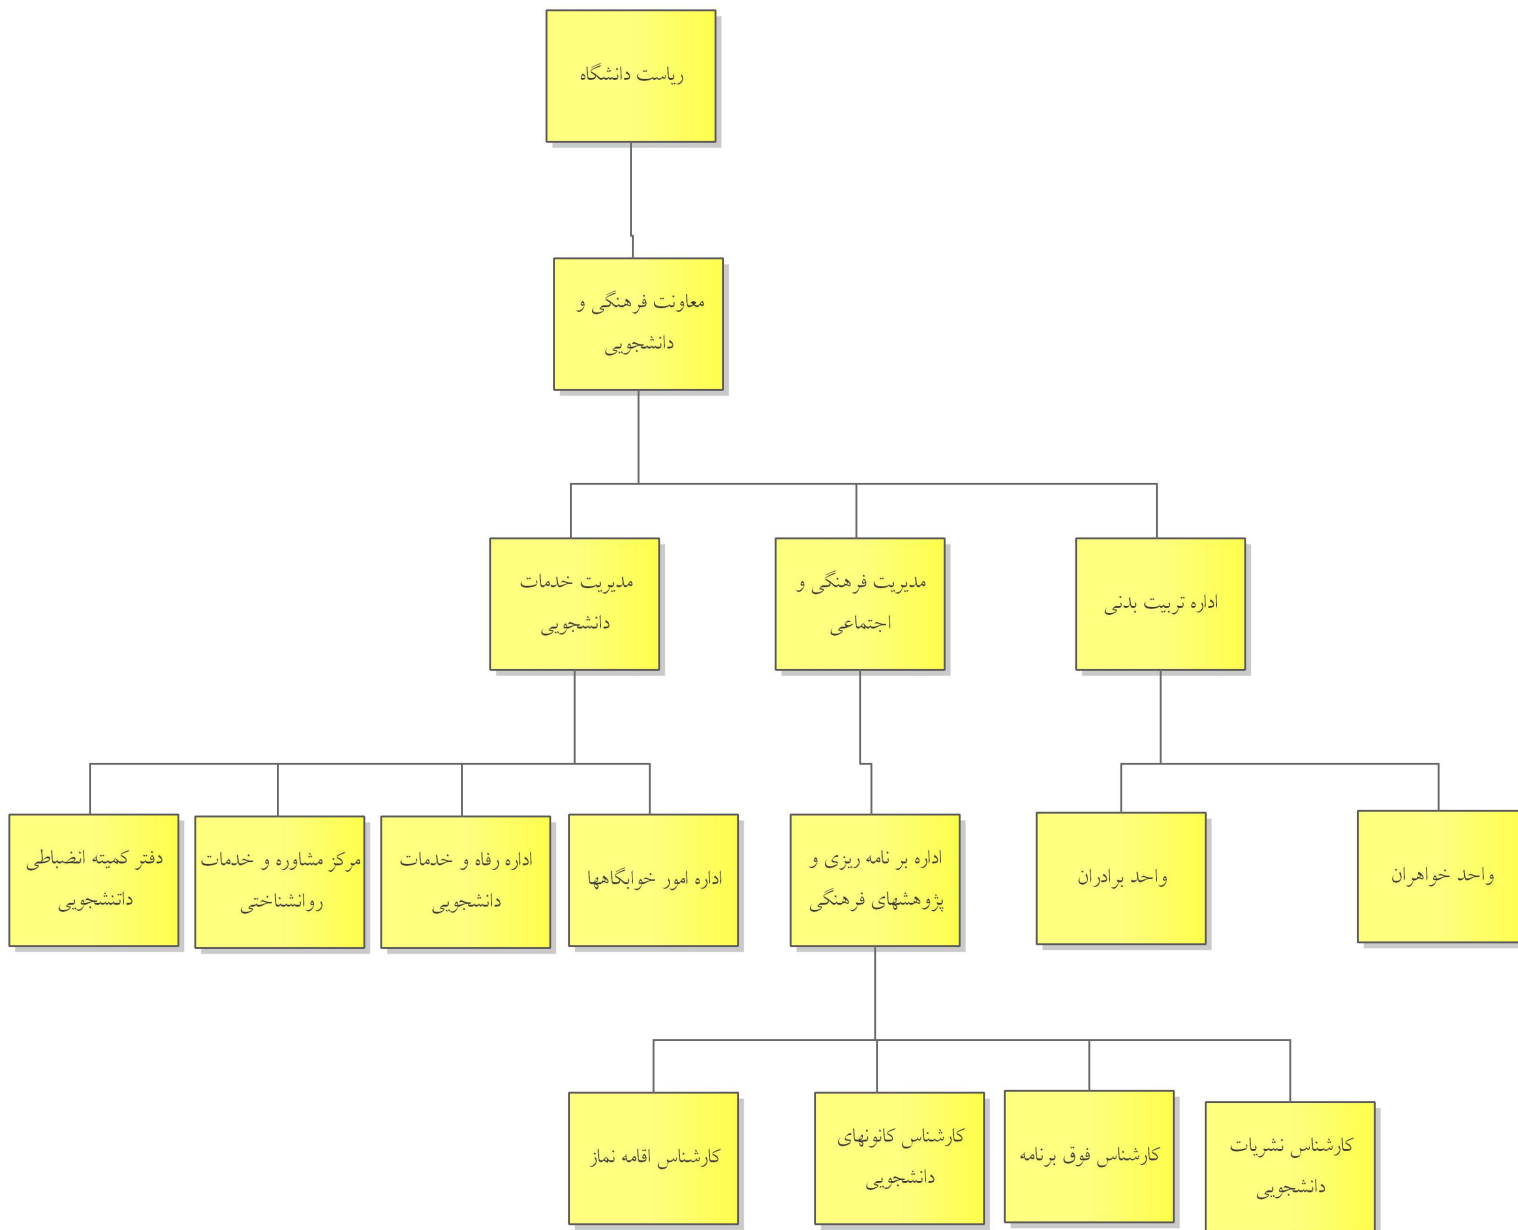 ریاست دانشگاه
معاونت فرهنگی و
دانشجویی
اداره تربیت بدنی
مدیریت فرهنگی و
اجتماعی
مدیریت خدمات
دانشجویی
واحد خواهران
واحد برادران
اداره بر نامه ریزی و
پژوهشهای فرهنگی
اداره امور خوابگاهها
اداره رفاه و خدمات
دانشجویی
مرکز مشاوره و خدمات
روانشناختی
دفتر کمیته انضباطی
داتنشجویی
کارشناس نشریات
دانشجویی
کارشناس فوق برنامه
کارشناس کانونهای
دانشجویی
کارشناس اقامه نماز